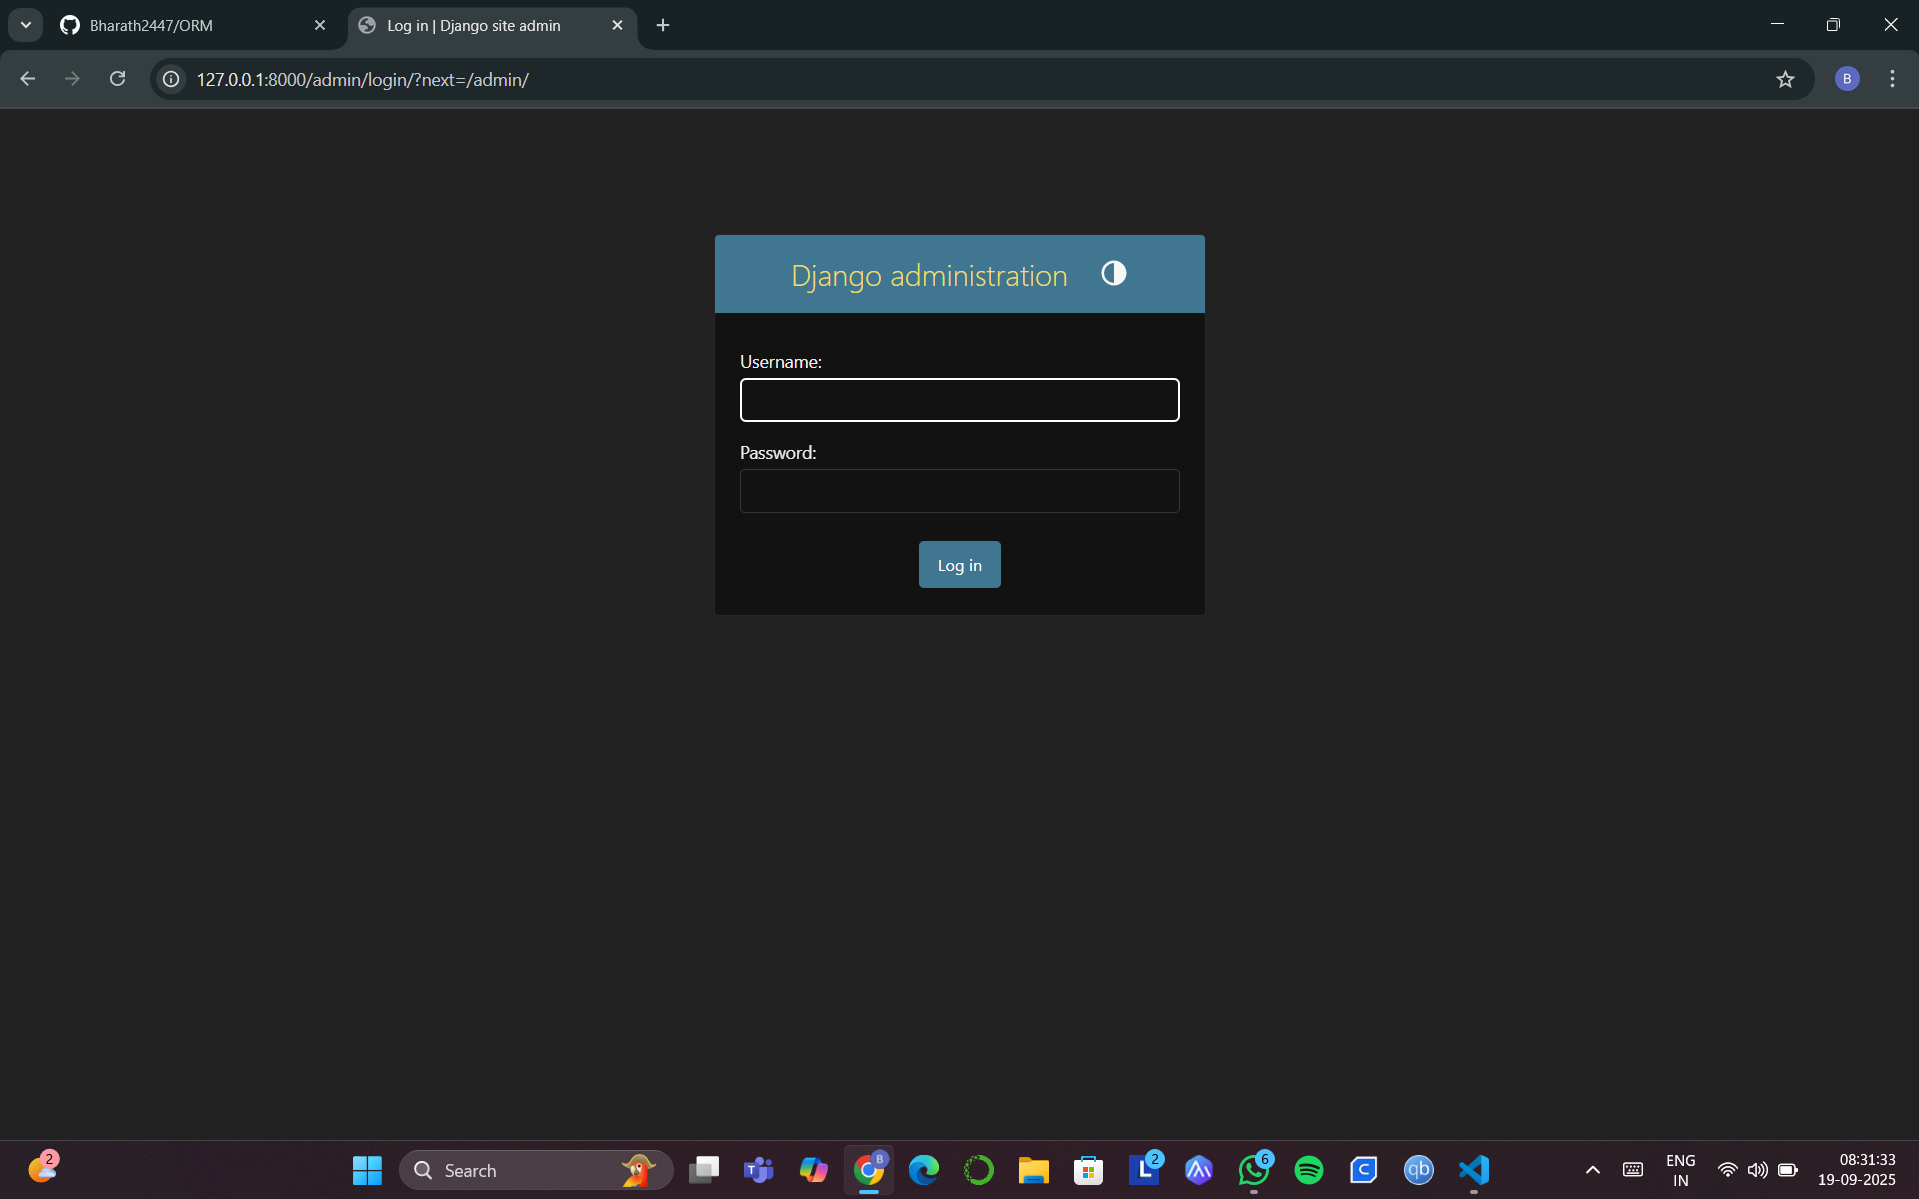 Bharath2447/ORM
Log in | Django site admin
127.0.0.1:8000/admin/login/?next=/admin/
B
Django administration
Username:
Password:
Log in
2
Search
T
B
L
2
6
C
qb
ENG
IN
08:31:33
19-09-2025